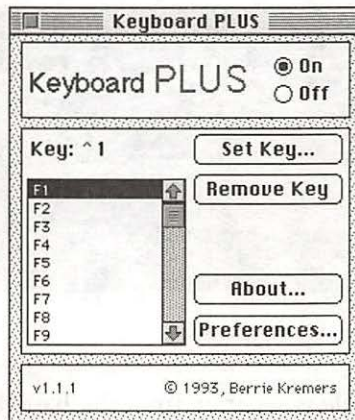 Keyboard PLUS
Keyboard PLUS
On
Off
Key: ^1
Set Key...
Remove Key
F1
F2
F3
F4
F5
F6
F7
F8
F9
About...
Preferences...
v1.1.1 © 1993, Berrie Kremers